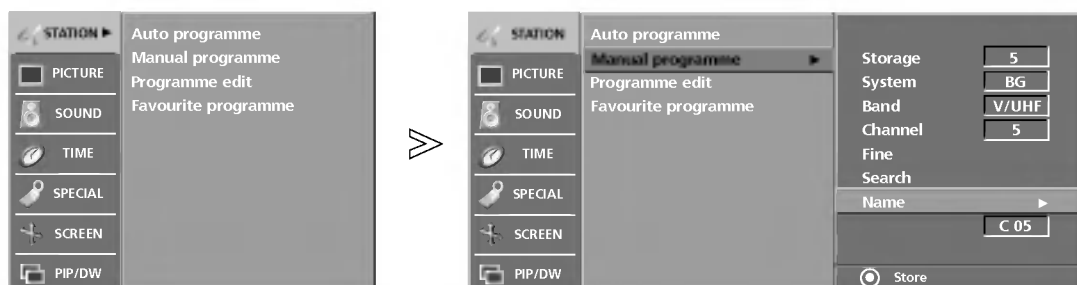 STATION
PICTURE
SOUND
TIME
SPECIAL
SCREEN
PIP/DW
Auto programme
Manual programme
Programme edit
Favourite programme
STATION
PICTURE
SOUND
TIME
SPECIAL
SCREEN
PIP/DW
Auto programme
Manual programme
Programme edit
Favourite programme
Storage 5
System BG
Band V/UHF
Channel 5
Fine
Search
Name
C 05
Store